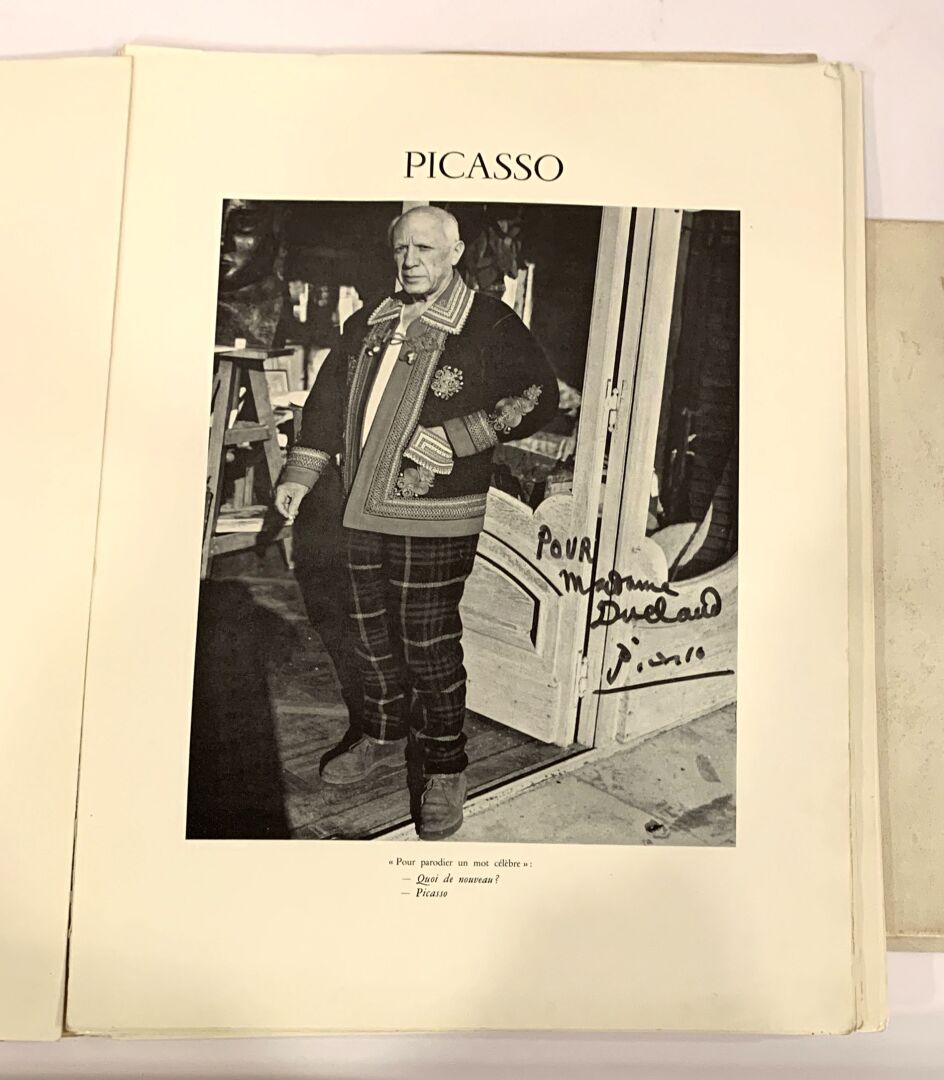 PICASSO
POUR
Madame
Duclaud
Picasso
« Pour parodier un mot célèbre » :
— Quoi de nouveau ?
— Picasso